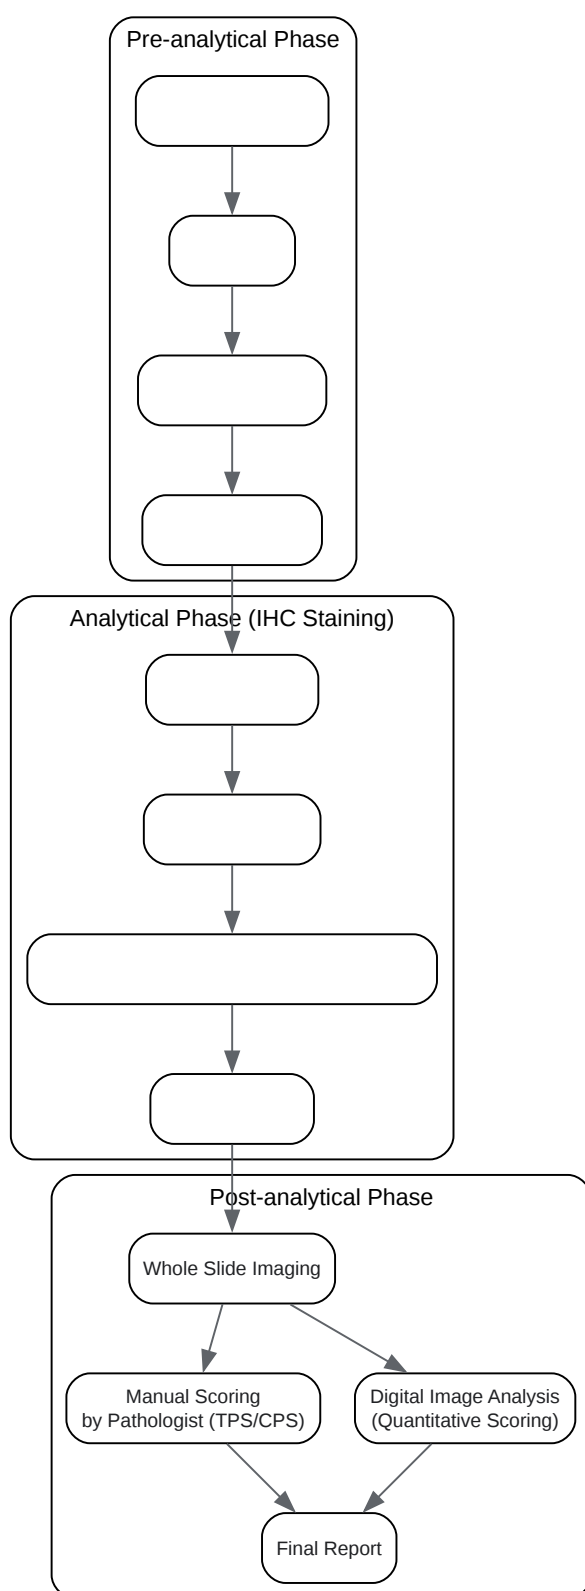 Pre-analytical Phase
Analytical Phase (IHC Staining)
Post-analytical Phase
Whole Slide Imaging
Manual Scoring
by Pathologist (TPS/CPS)
Digital Image Analysis
(Quantitative Scoring)
Final Report